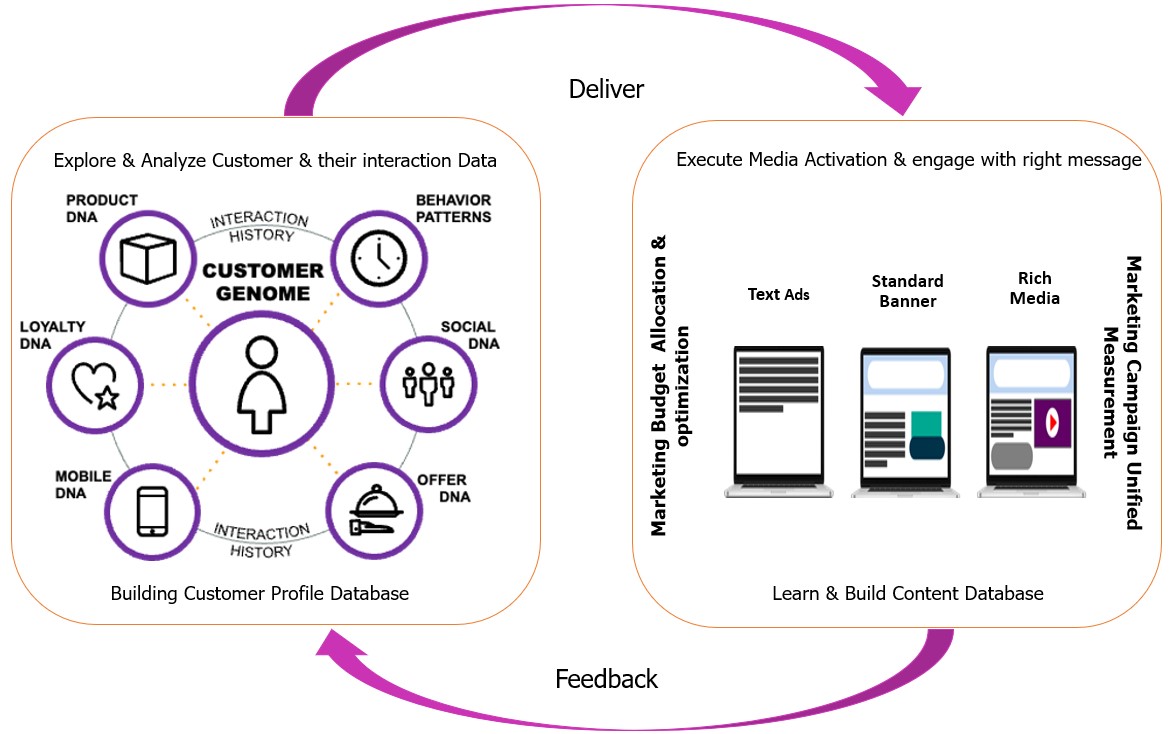 Deliver
Explore & Analyze Customer & their interaction Data
PRODUCT
DNA
INTERACTION
HISTORY
BEHAVIOR
PATTERNS
CUSTOMER
GENOME
LOYALTY
DNA
SOCIAL
DNA
MOBILE
DNA
OFFER
DNA
INTERACTION
HISTORY
Building Customer Profile Database
Execute Media Activation & engage with right message
Marketing Budget Allocation &
optimization
Text Ads
Standard
Banner
Rich
Media
Marketing Campaign Unified
Measurement
Learn & Build Content Database
Feedback